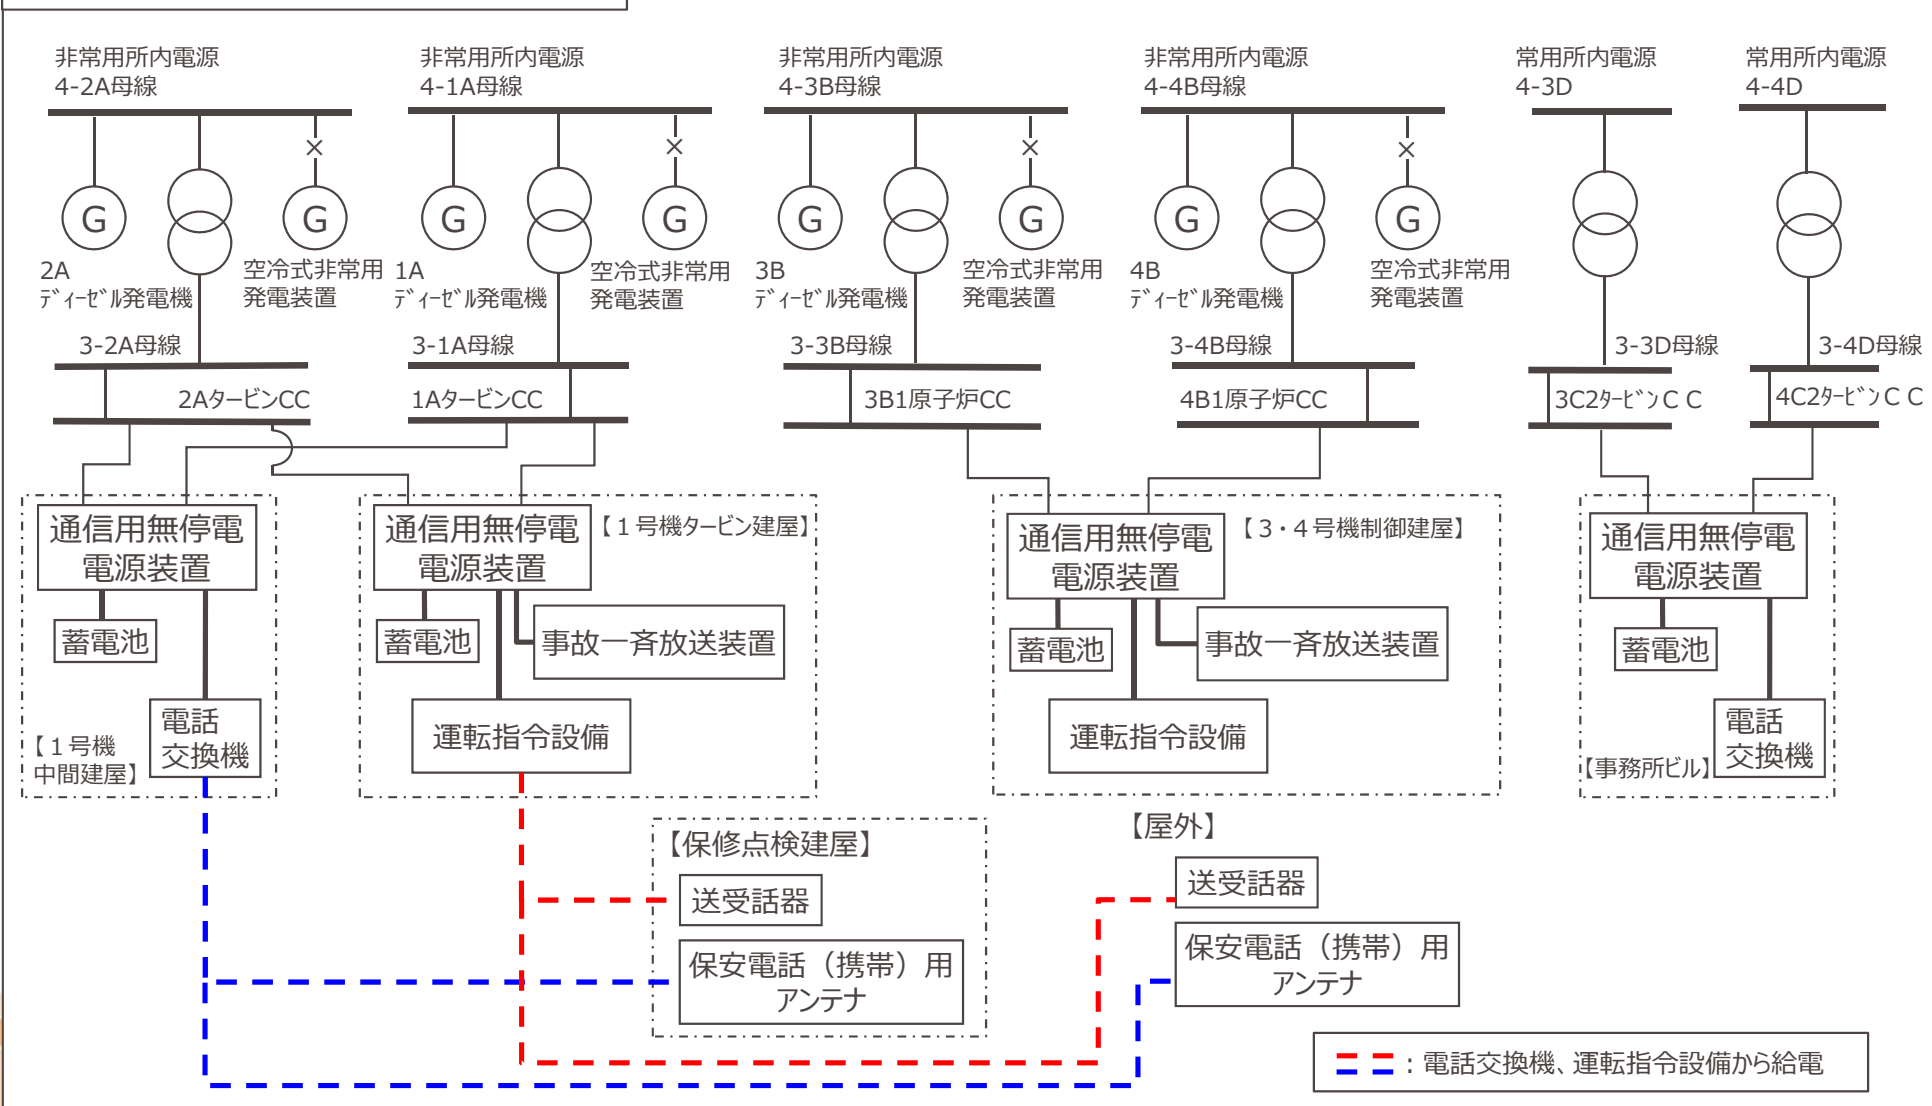 非常用所内電源
4-2A母線
非常用所内電源
4-1A母線
非常用所内電源
4-3B母線
非常用所内電源
4-4B母線
常用所内電源
4-3D
常用所内電源
4-4D
G
G
G
G
G
G
G
G
2A
ﾃﾞｨｰｾﾞﾙ発電機
空冷式非常用
発電装置
1A
ﾃﾞｨｰｾﾞﾙ発電機
空冷式非常用
発電装置
3B
ﾃﾞｨｰｾﾞﾙ発電機
空冷式非常用
発電装置
4B
ﾃﾞｨｰｾﾞﾙ発電機
空冷式非常用
発電装置
3-2A母線
3-1A母線
3-3B母線
3-4B母線
3-3D母線
3-4D母線
2AタービンCC
1AタービンCC
3B1原子炉CC
4B1原子炉CC
3C2ﾀｰﾋﾞﾝＣＣ
4C2ﾀｰﾋﾞﾝＣＣ
通信用無停電
電源装置
蓄電池
電話
交換機
【１号機
中間建屋】
通信用無停電
電源装置
【１号機タービン建屋】
蓄電池
事故一斉放送装置
運転指令設備
通信用無停電
電源装置
【３・４号機制御建屋】
蓄電池
事故一斉放送装置
運転指令設備
通信用無停電
電源装置
蓄電池
電話
交換機
【事務所ビル】
【保修点検建屋】
送受話器
保安電話（携帯）用
アンテナ
【屋外】
送受話器
保安電話（携帯）用
アンテナ
：電話交換機、運転指令設備から給電